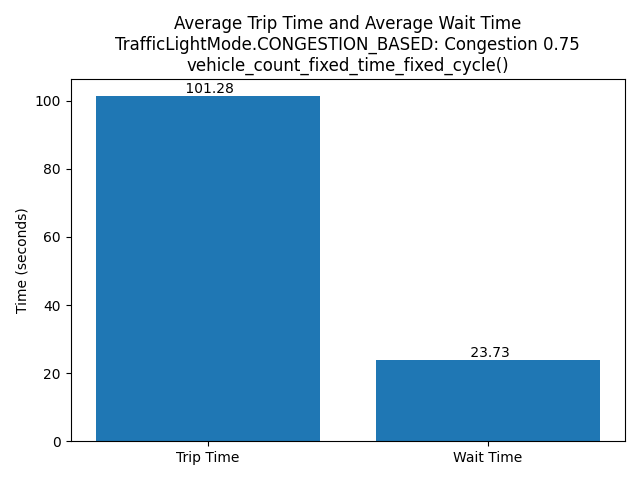 Average Trip Time and Average Wait Time
TrafficLightMode.CONGESTION_BASED: Congestion 0.75
vehicle_count_fixed_time_fixed_cycle()
Time (seconds)
100
80
60
40
20
0
101.28
23.73
Trip Time
Wait Time